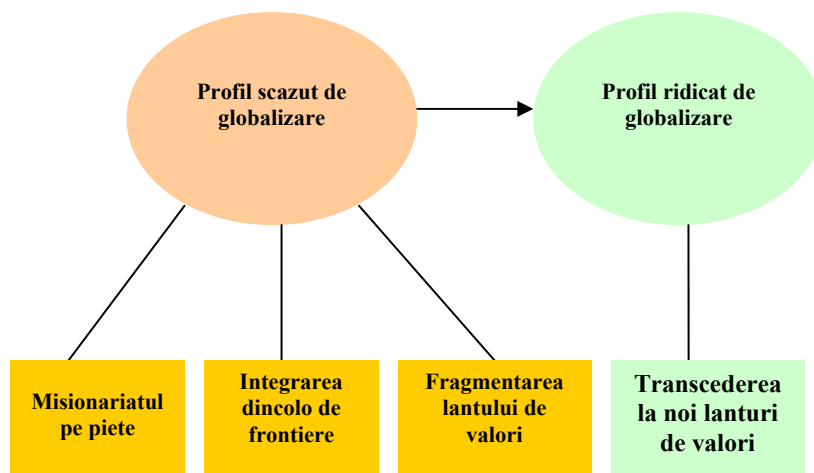 Profil scazut de
globalizare
Profil ridicat de
globalizare
Misionariatul
pe piete
Integrarea
dincolo de
frontiere
Fragmentarea
lantului de
valori
Transcederea
la noi lanturi
de valori